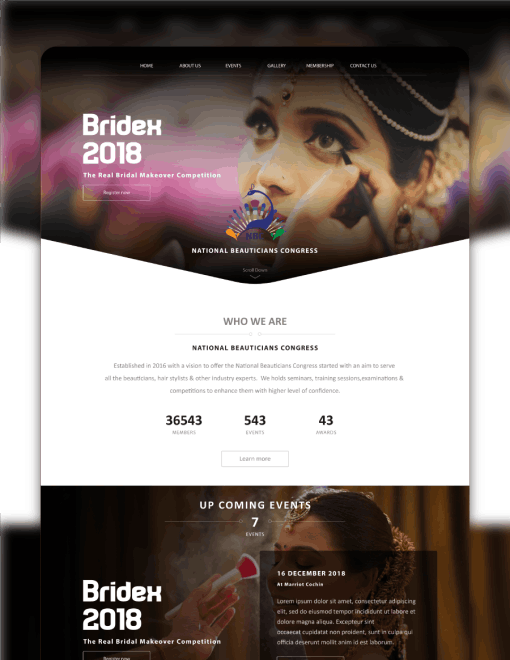 HOME ABOUT US EVENTS GALLERY MEMBERSHIP CONTACT US
Bridex
2018
The Real Bridal Makeover Competition
Register now
NATIONAL BEAUTICIANS CONGRESS
Scroll Down
WHO WE ARE
NATIONAL BEAUTICIANS CONGRESS
Established in 2016 with a vision to offer the National Beauticians Congress started with an aim to serve
all the beauticians, hair stylists & other industry experts. We holds seminars, training sessions,examinations &
competitions to enhance them with higher level of confidence.
36543 543 43
MEMBERS EVENTS AWARDS
Learn more
UP COMING EVENTS
7
EVENTS
16 DECEMBER 2018
At Marriot Cochin
Bridex
2018
The Real Bridal Makeover Competition
Register now
Lorem ipsum dolor sit amet, consectetur adipiscing
elit, sed do eiusmod tempor incididunt ut labore et
dolore magna aliqua. Excepteur sint
occaecat cupidatat non proident, sunt in culpa qui
officia deserunt mollit anim id est laborum.